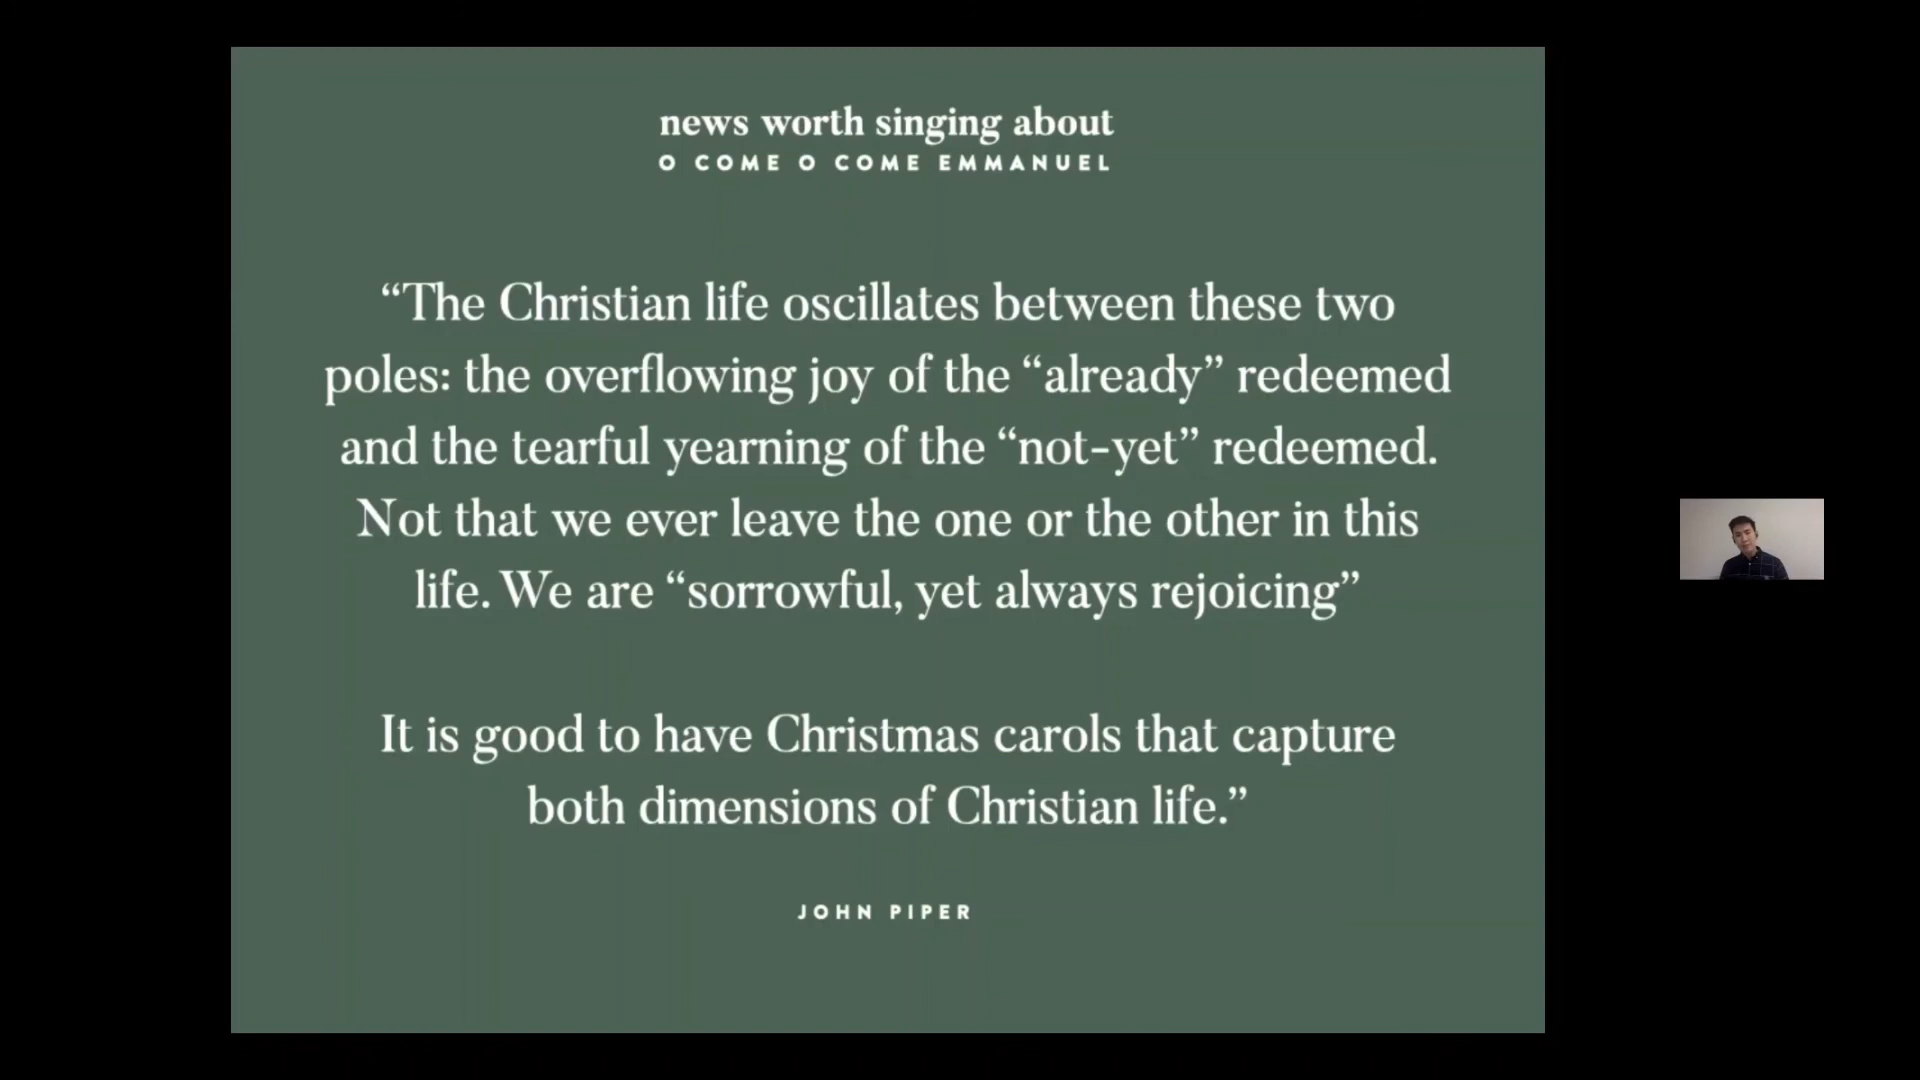 news worth singing about
O COME O COME EMMANUEL
“The Christian life oscillates between these two
poles: the overflowing joy of the “already” redeemed
and the tearful yearning of the “not-yet” redeemed.
Not that we ever leave the one or the other in this
life. We are “sorrowful, yet always rejoicing”
It is good to have Christmas carols that capture
both dimensions of Christian life.”
JOHN PIPER